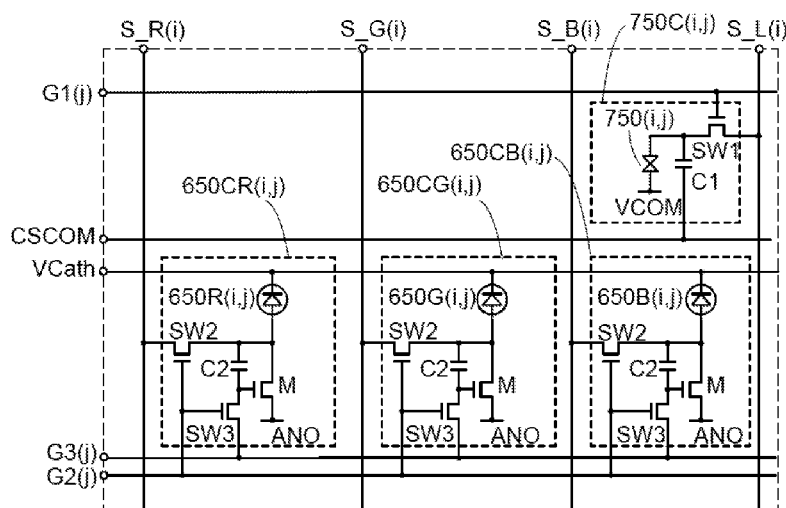 S_R(i) S_G(i) S_B(i) 750C(i,j) S_L(i)
G1(j)
750(i,j)
SW1
650CB(i,j)
C1
650CR(i,j) 650CG(i,j)
VCOM
CSCOM
VCath
650R(i,j) 650G(i,j) 650B(i,j)
SW2 SW2 SW2
C2 M C2 M C2 M
SW3 ANO SW3 ANO SW3 ANO
G3(j)
G2(j)